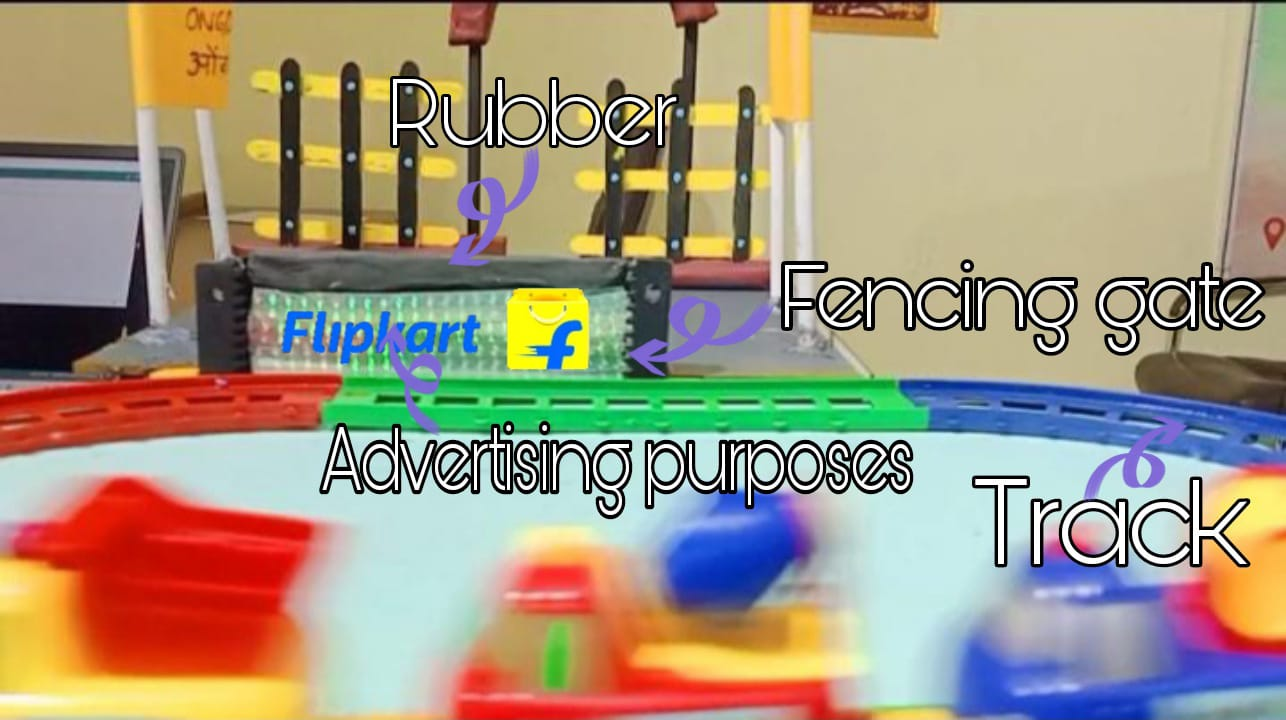 Rubber
Fencing gate
Flipkart
Advertising purposes
Track